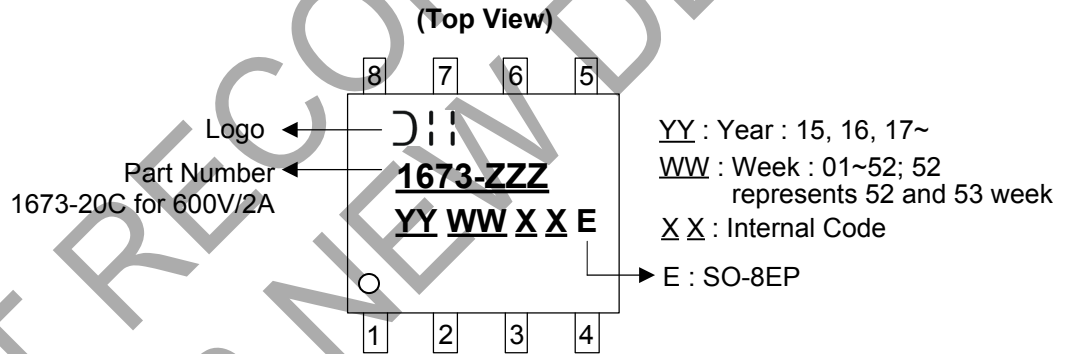 (Top View)
8 7 6 5
Logo
Part Number
1673-20C for 600V/2A
1673-ZZZ
YY WW X X E
YY : Year : 15, 16, 17~
WW : Week : 01~52; 52
represents 52 and 53 week
X X : Internal Code
E : SO-8EP
1 2 3 4